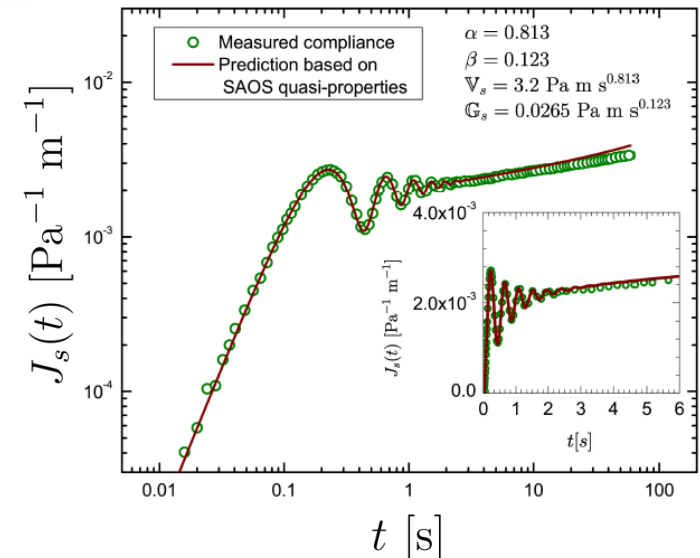 Measured compliance
Prediction based on
SAOS quasi-properties
α = 0.813
β = 0.123
𝕍ₛ = 3.2 Pa m s^0.813
𝔾ₛ = 0.0265 Pa m s^0.123
10^-2
10^-3
10^-4
Jₛ(t) [Pa⁻¹ m⁻¹]
0.01 0.1 1 10 100
t [s]
4.0x10^-3
2.0x10^-3
0.0
Jₛ(t) [Pa⁻¹ m⁻¹]
0 1 2 3 4 5 6
t[s]